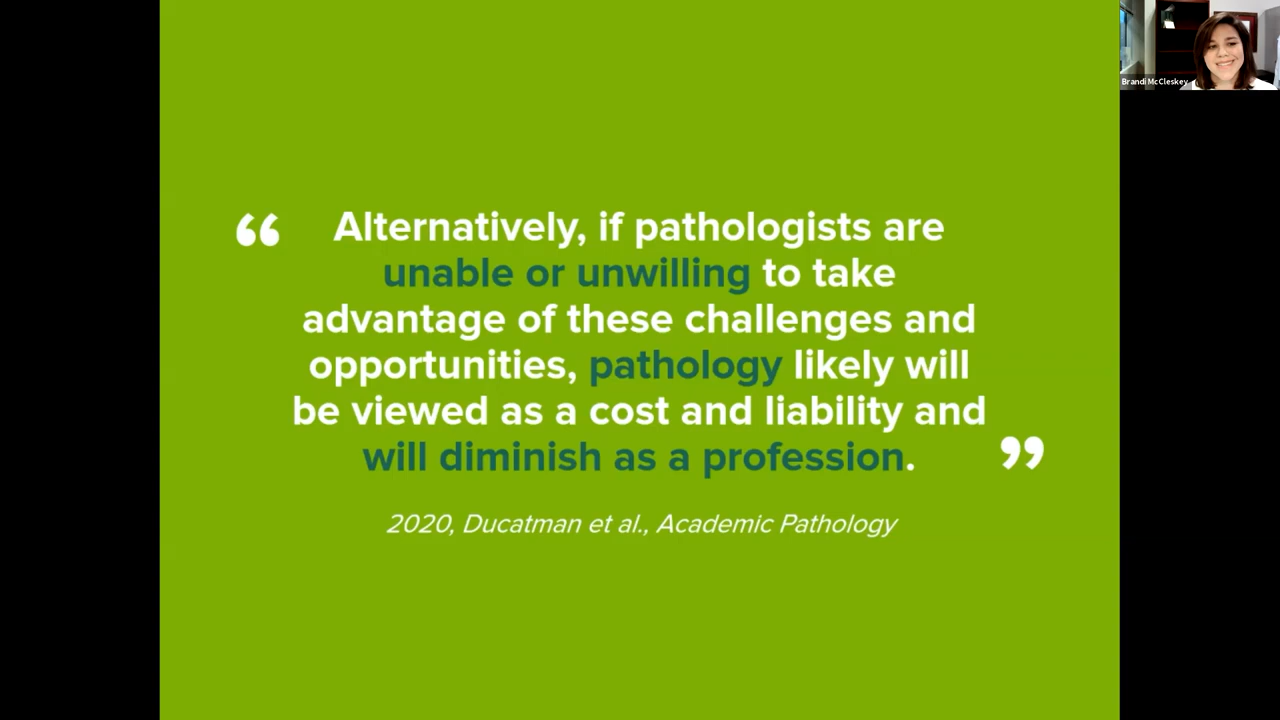 Brandi McCleskey
“ Alternatively, if pathologists are
unable or unwilling to take
advantage of these challenges and
opportunities, pathology likely will
be viewed as a cost and liability and
will diminish as a profession. ”
2020, Ducatman et al., Academic Pathology